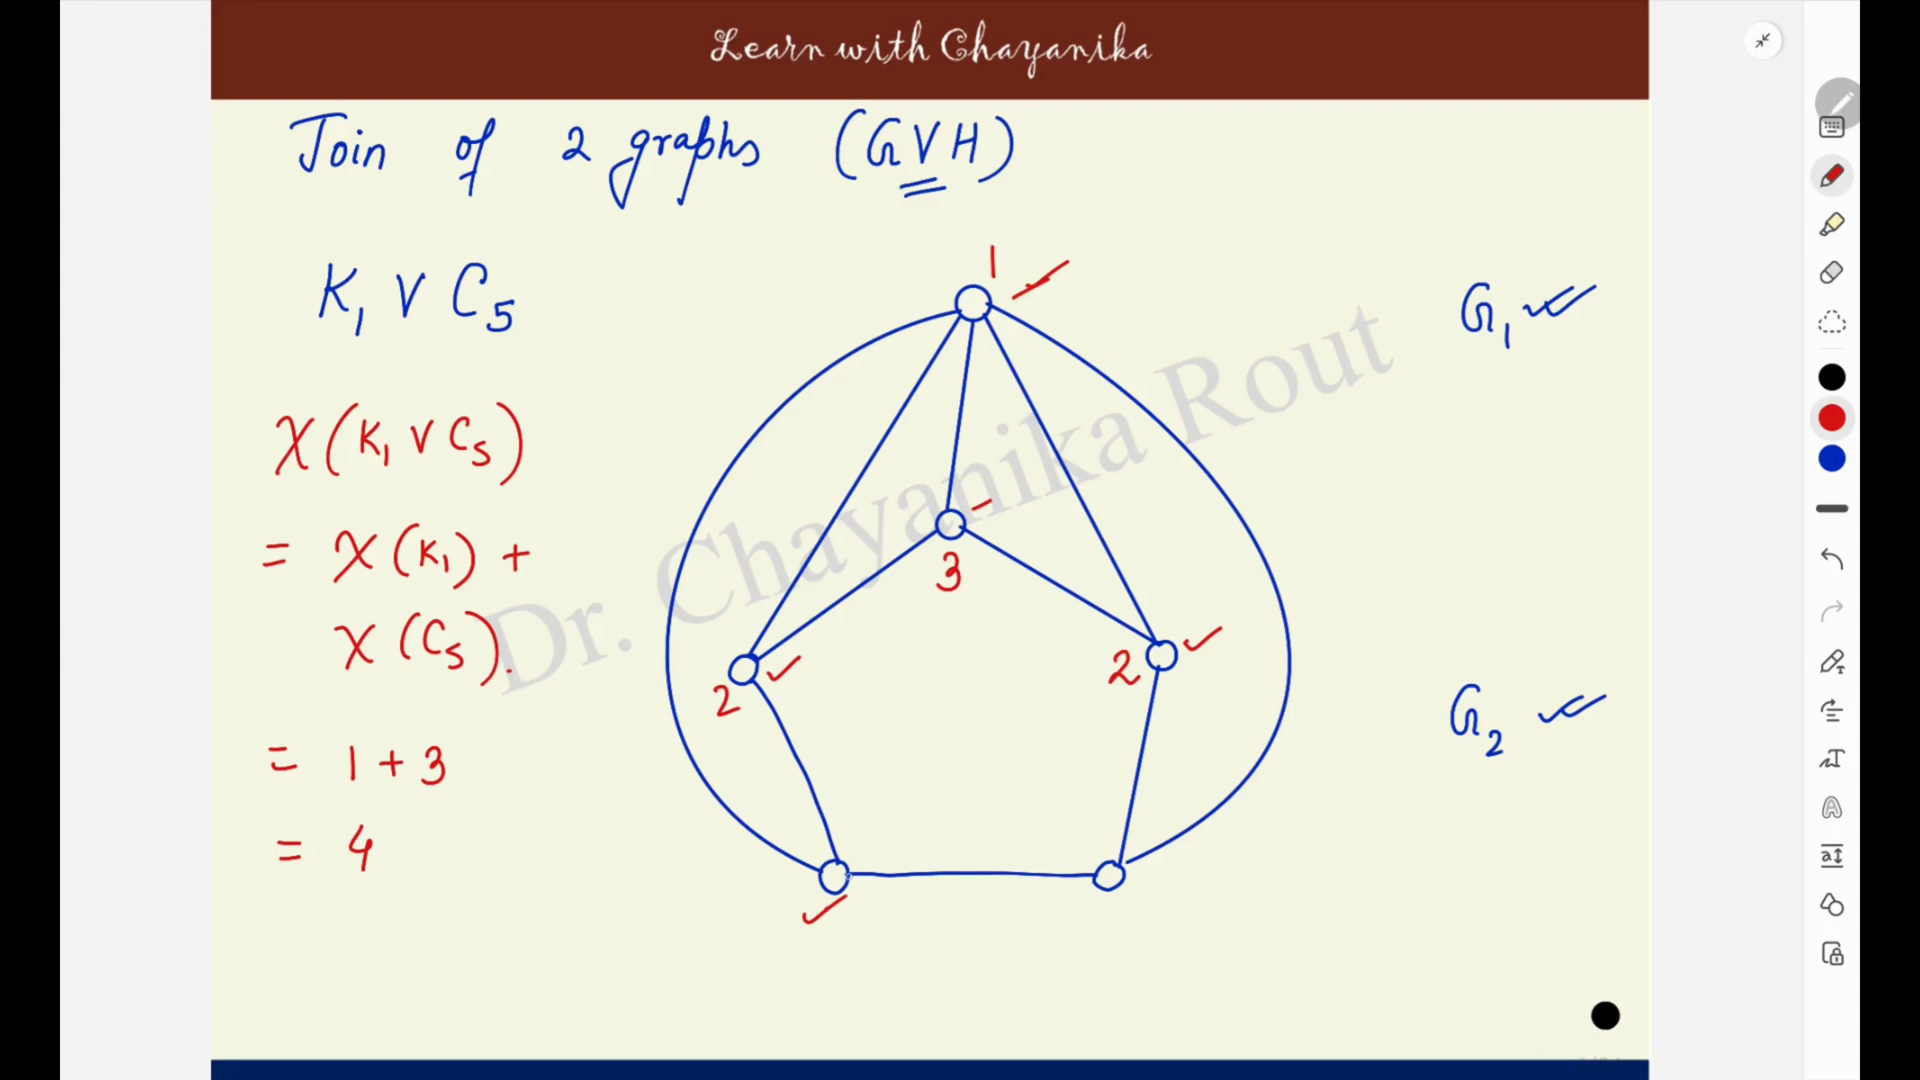 Learn with Chayanika
Join of 2 graphs (G V H)
K₁ V C₅
χ(K₁ V C₅)
= χ(K₁) +
χ(C₅).
= 1 + 3
= 4
1
3
2
2
G₁
G₂
Dr. Chayanika Rout